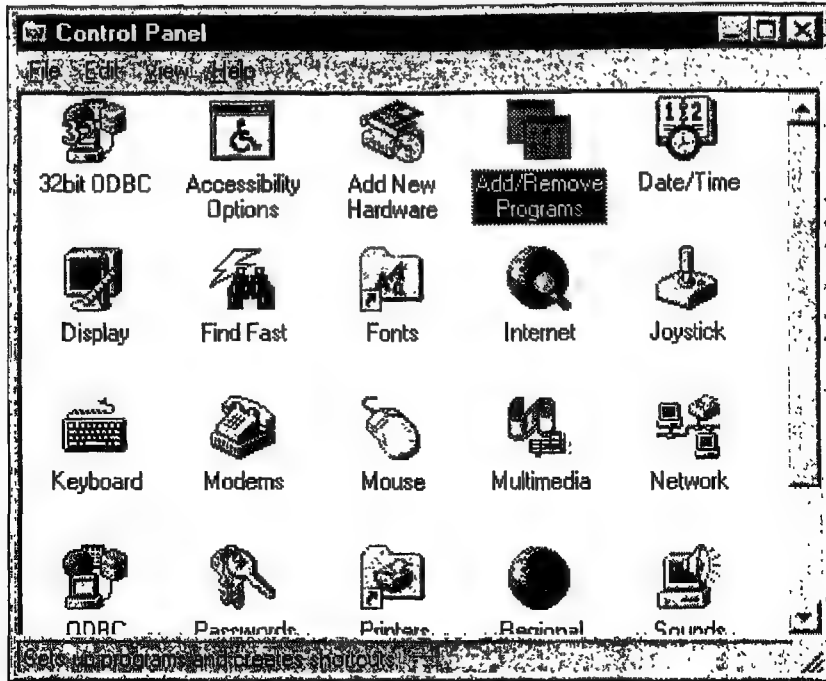 Control Panel
File Edit View Help
32bit ODBC
Accessibility
Options
Add New
Hardware
Add/Remove
Programs
Date/Time
Display
Find Fast
Fonts
Internet
Joystick
Keyboard
Modems
Mouse
Multimedia
Network
ODBC
Passwords
Printers
Regional
Sounds
Sets up programs and creates shortcuts.